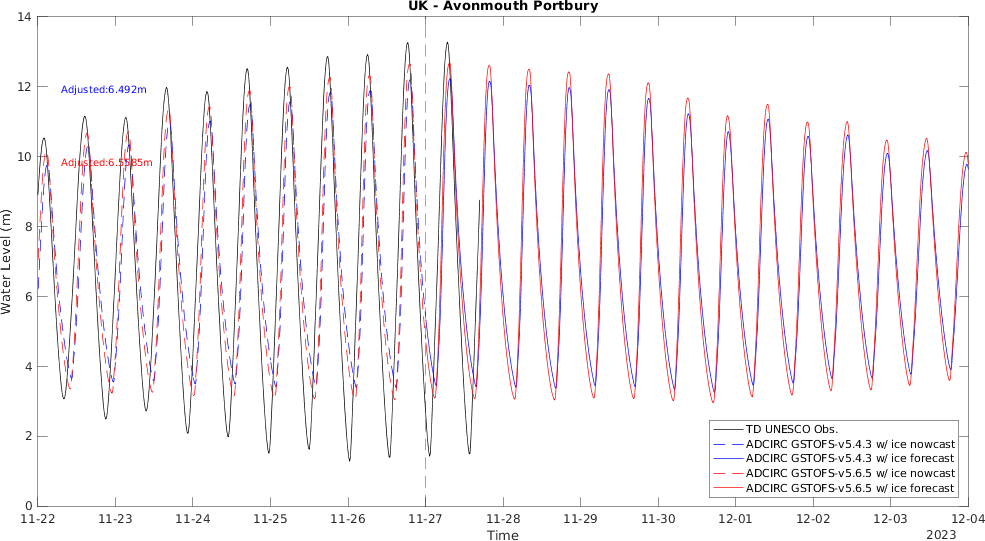 UK - Avonmouth Portbury
14
12
10
8
6
4
2
0
Water Level (m)
Adjusted:6.492m
Adjusted:6.5585m
TD UNESCO Obs.
ADCIRC GSTOFS-v5.4.3 w/ ice nowcast
ADCIRC GSTOFS-v5.4.3 w/ ice forecast
ADCIRC GSTOFS-v5.6.5 w/ ice nowcast
ADCIRC GSTOFS-v5.6.5 w/ ice forecast
11-22 11-23 11-24 11-25 11-26 11-27 11-28 11-29 11-30 12-01 12-02 12-03 12-04
Time
2023